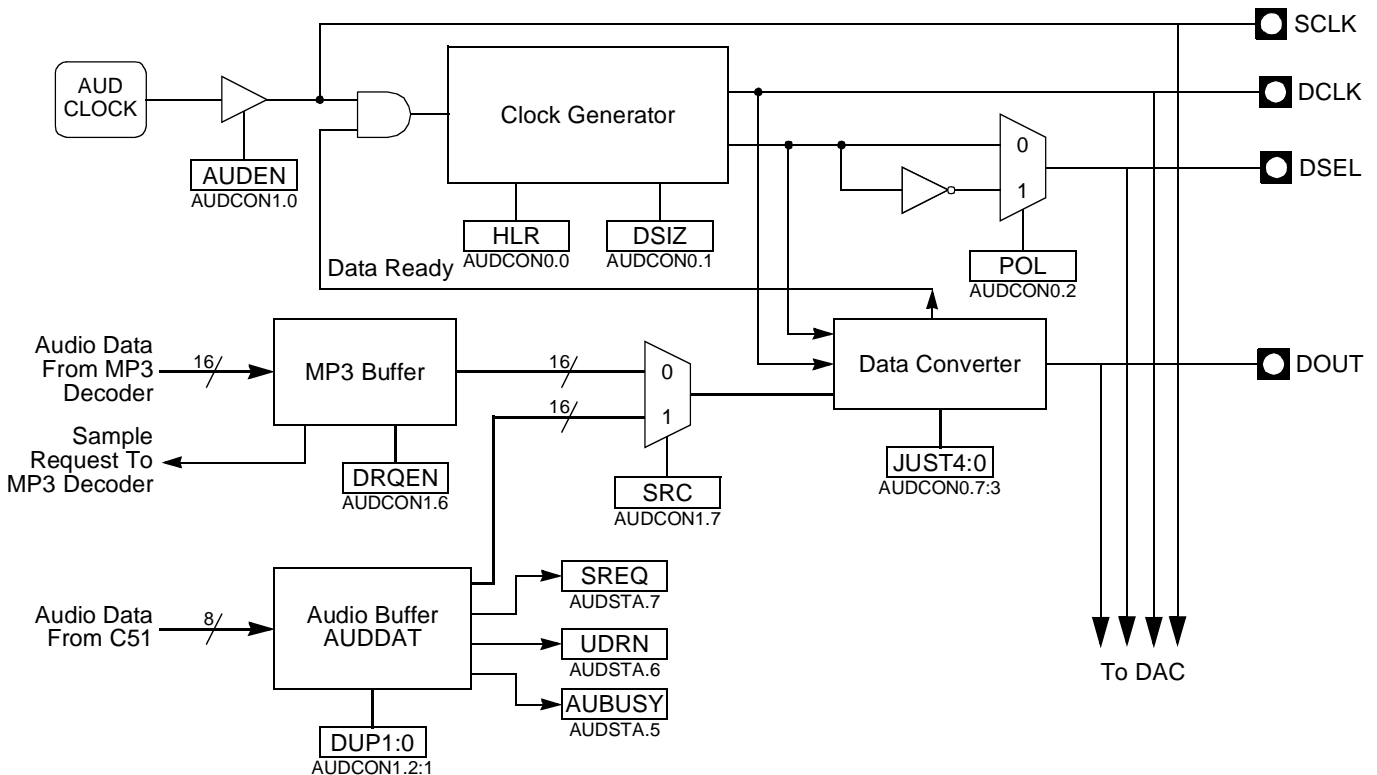 SCLK
AUD
CLOCK
Clock Generator
DCLK
0
1
DSEL
AUDEN
AUDCON1.0
HLR
AUDCON0.0
DSIZ
AUDCON0.1
POL
AUDCON0.2
Data Ready
Audio Data
From MP3
Decoder
16
MP3 Buffer
16
16
0
1
Data Converter
DOUT
Sample
Request To
MP3 Decoder
DRQEN
AUDCON1.6
SRC
AUDCON1.7
JUST4:0
AUDCON0.7:3
Audio Data
From C51
8
Audio Buffer
AUDDAT
SREQ
AUDSTA.7
UDRN
AUDSTA.6
AUBUSY
AUDSTA.5
To DAC
DUP1:0
AUDCON1.2:1